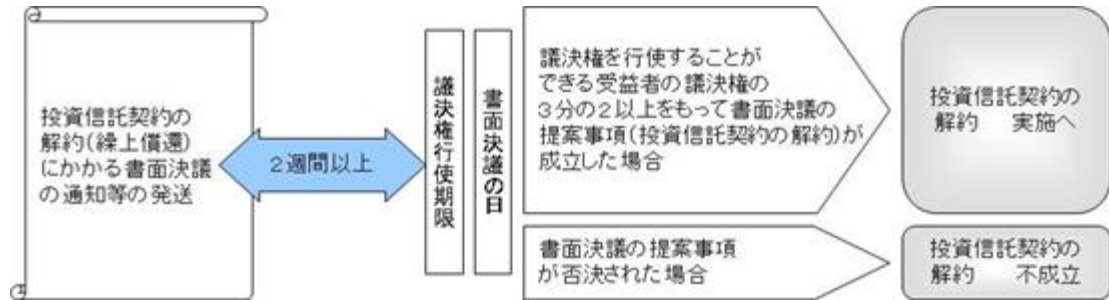 投資信託契約の
解約(繰上償還)
にかかる書面決議
の通知等の発送
２週間以上
議決権行使期限
書面決議の日
議決権を行使することが
できる受益者の議決権の
３分の２以上をもって書面決議の
提案事項(投資信託契約の解約)が
成立した場合
投資信託契約の
解約　実施へ
書面決議の提案事項
が否決された場合
投資信託契約の
解約　不成立